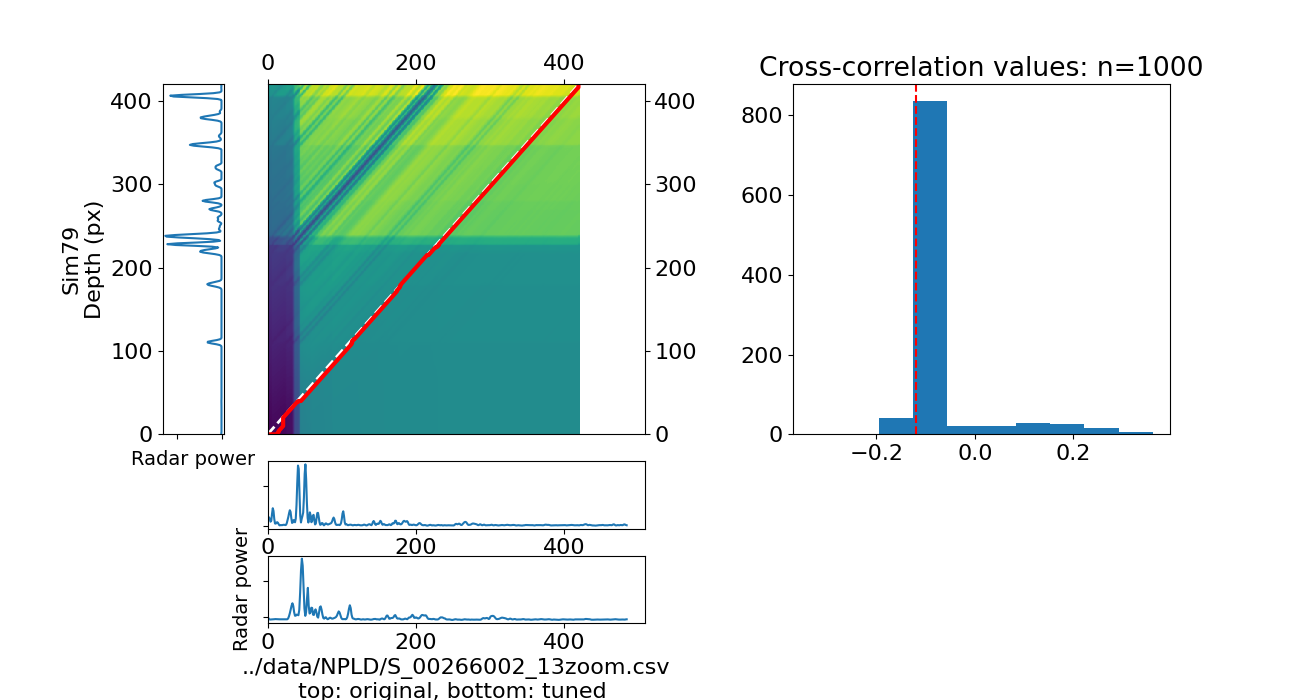 0 200 400
Cross-correlation values: n=1000
Sim79
Depth (px)
400
300
200
100
0
400
300
200
100
0
800
600
400
200
0
−0.2 0.0 0.2
Radar power
0 200 400
Radar power
0 200 400
../data/NPLD/S_00266002_13zoom.csv
top: original, bottom: tuned